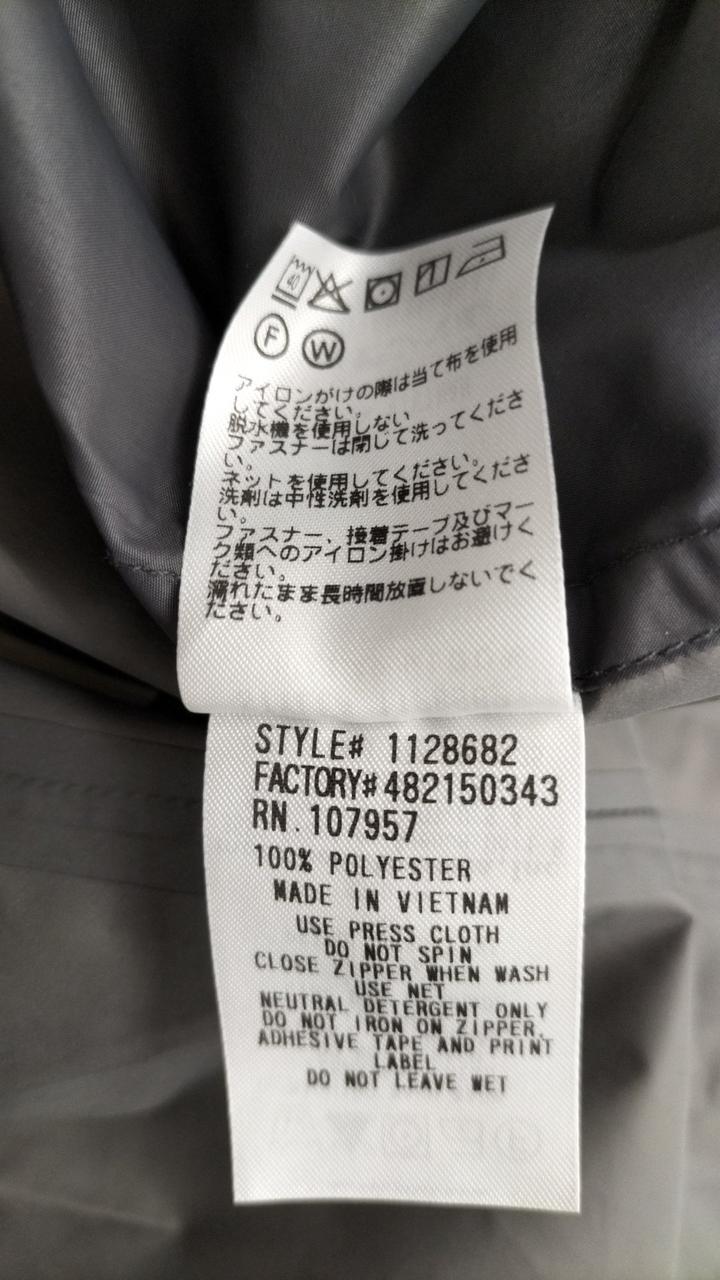 40
F W
アイロンがけの際は当て布を使用
してください。
脱水機を使用しない
ファスナーは閉じて洗ってくださ
い。
ネットを使用してください。
洗剤は中性洗剤を使用してくださ
い。
ファスナー、接着テープ及びマー
ク類へのアイロン掛けはお避けく
ださい。
濡れたまま長時間放置しないでく
ださい。
STYLE# 1128682
FACTORY#482150343
RN.107957
100% POLYESTER
MADE IN VIETNAM
USE PRESS CLOTH
DO NOT SPIN
CLOSE ZIPPER WHEN WASH
USE NET
NEUTRAL DETERGENT ONLY
DO NOT IRON ON ZIPPER,
ADHESIVE TAPE AND PRINT
LABEL
DO NOT LEAVE WET